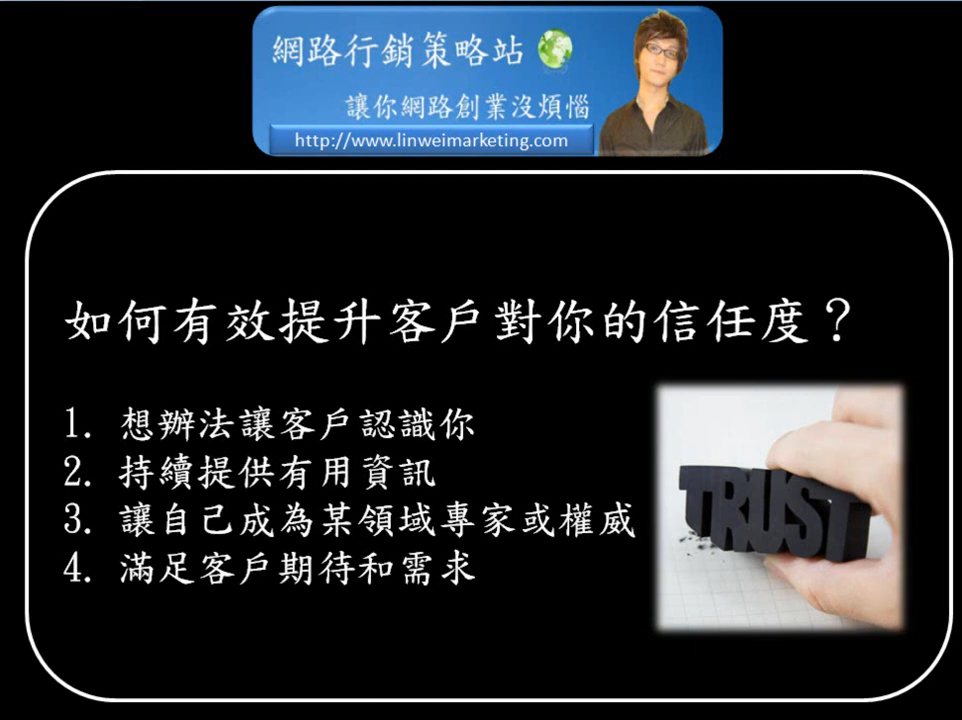 網路行銷策略站
讓你網路創業沒煩惱
http://www.linweimarketing.com
如何有效提升客戶對你的信任度？
1. 想辦法讓客戶認識你
2. 持續提供有用資訊
3. 讓自己成為某領域專家或權威
4. 滿足客戶期待和需求
TRUST